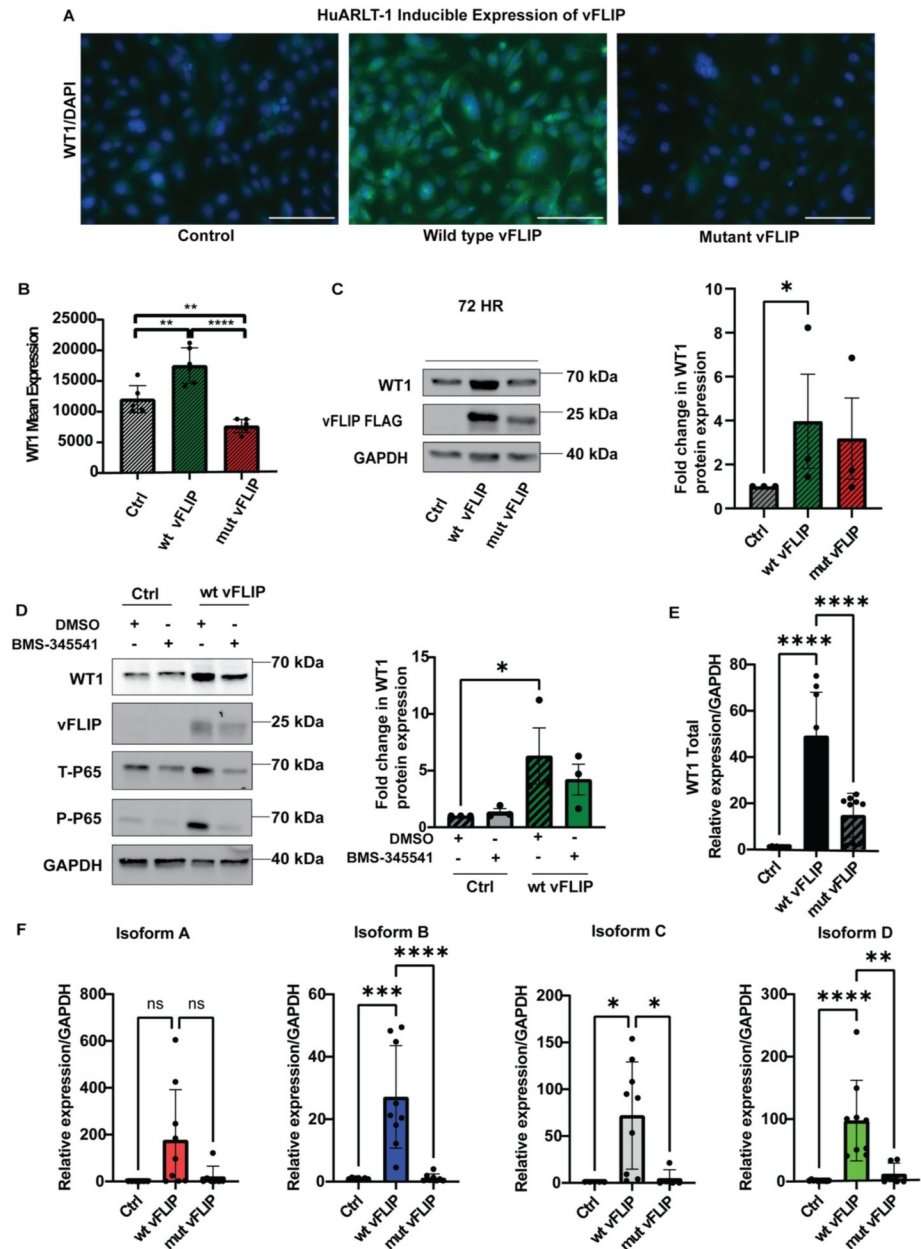 HuARLT-1 Inducible Expression of vFLIP
A
WT1/DAPI
Control
Wild type vFLIP
Mutant vFLIP
B
WT1 Mean Expression
25000
20000
15000
10000
5000
0
**
** ****
Ctrl
wt vFLIP
mut vFLIP
C
72 HR
WT1
70 kDa
vFLIP FLAG
25 kDa
GAPDH
40 kDa
Ctrl
wt vFLIP
mut vFLIP
Fold change in WT1
protein expression
10
8
6
4
2
0
*
Ctrl
wt vFLIP
mut vFLIP
D
Ctrl
wt vFLIP
DMSO + - + -
BMS-345541 - + - +
WT1
70 kDa
vFLIP
25 kDa
T-P65
70 kDa
P-P65
70 kDa
GAPDH
40 kDa
Fold change in WT1
protein expression
15
10
5
0
*
DMSO + - + -
BMS-345541 - + - +
Ctrl
wt vFLIP
E
WT1 Total
Relative expression/GAPDH
80
60
40
20
0
****
****
Ctrl
wt vFLIP
mut vFLIP
F
Isoform A
Relative expression/GAPDH
800
600
400
200
0
ns
ns
Ctrl
wt vFLIP
mut vFLIP
Isoform B
Relative expression/GAPDH
60
40
20
0
***
****
Ctrl
wt vFLIP
mut vFLIP
Isoform C
Relative expression/GAPDH
200
150
100
50
0
*
*
Ctrl
wt vFLIP
mut vFLIP
Isoform D
Relative expression/GAPDH
300
200
100
0
****
**
Ctrl
wt vFLIP
mut vFLIP